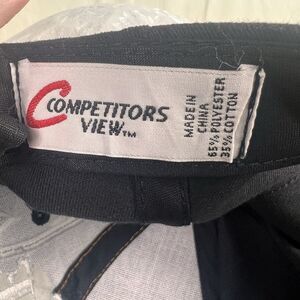 COMPETITORS
VIEW™
MADE IN
CHINA
65% POLYESTER
35% COTTON